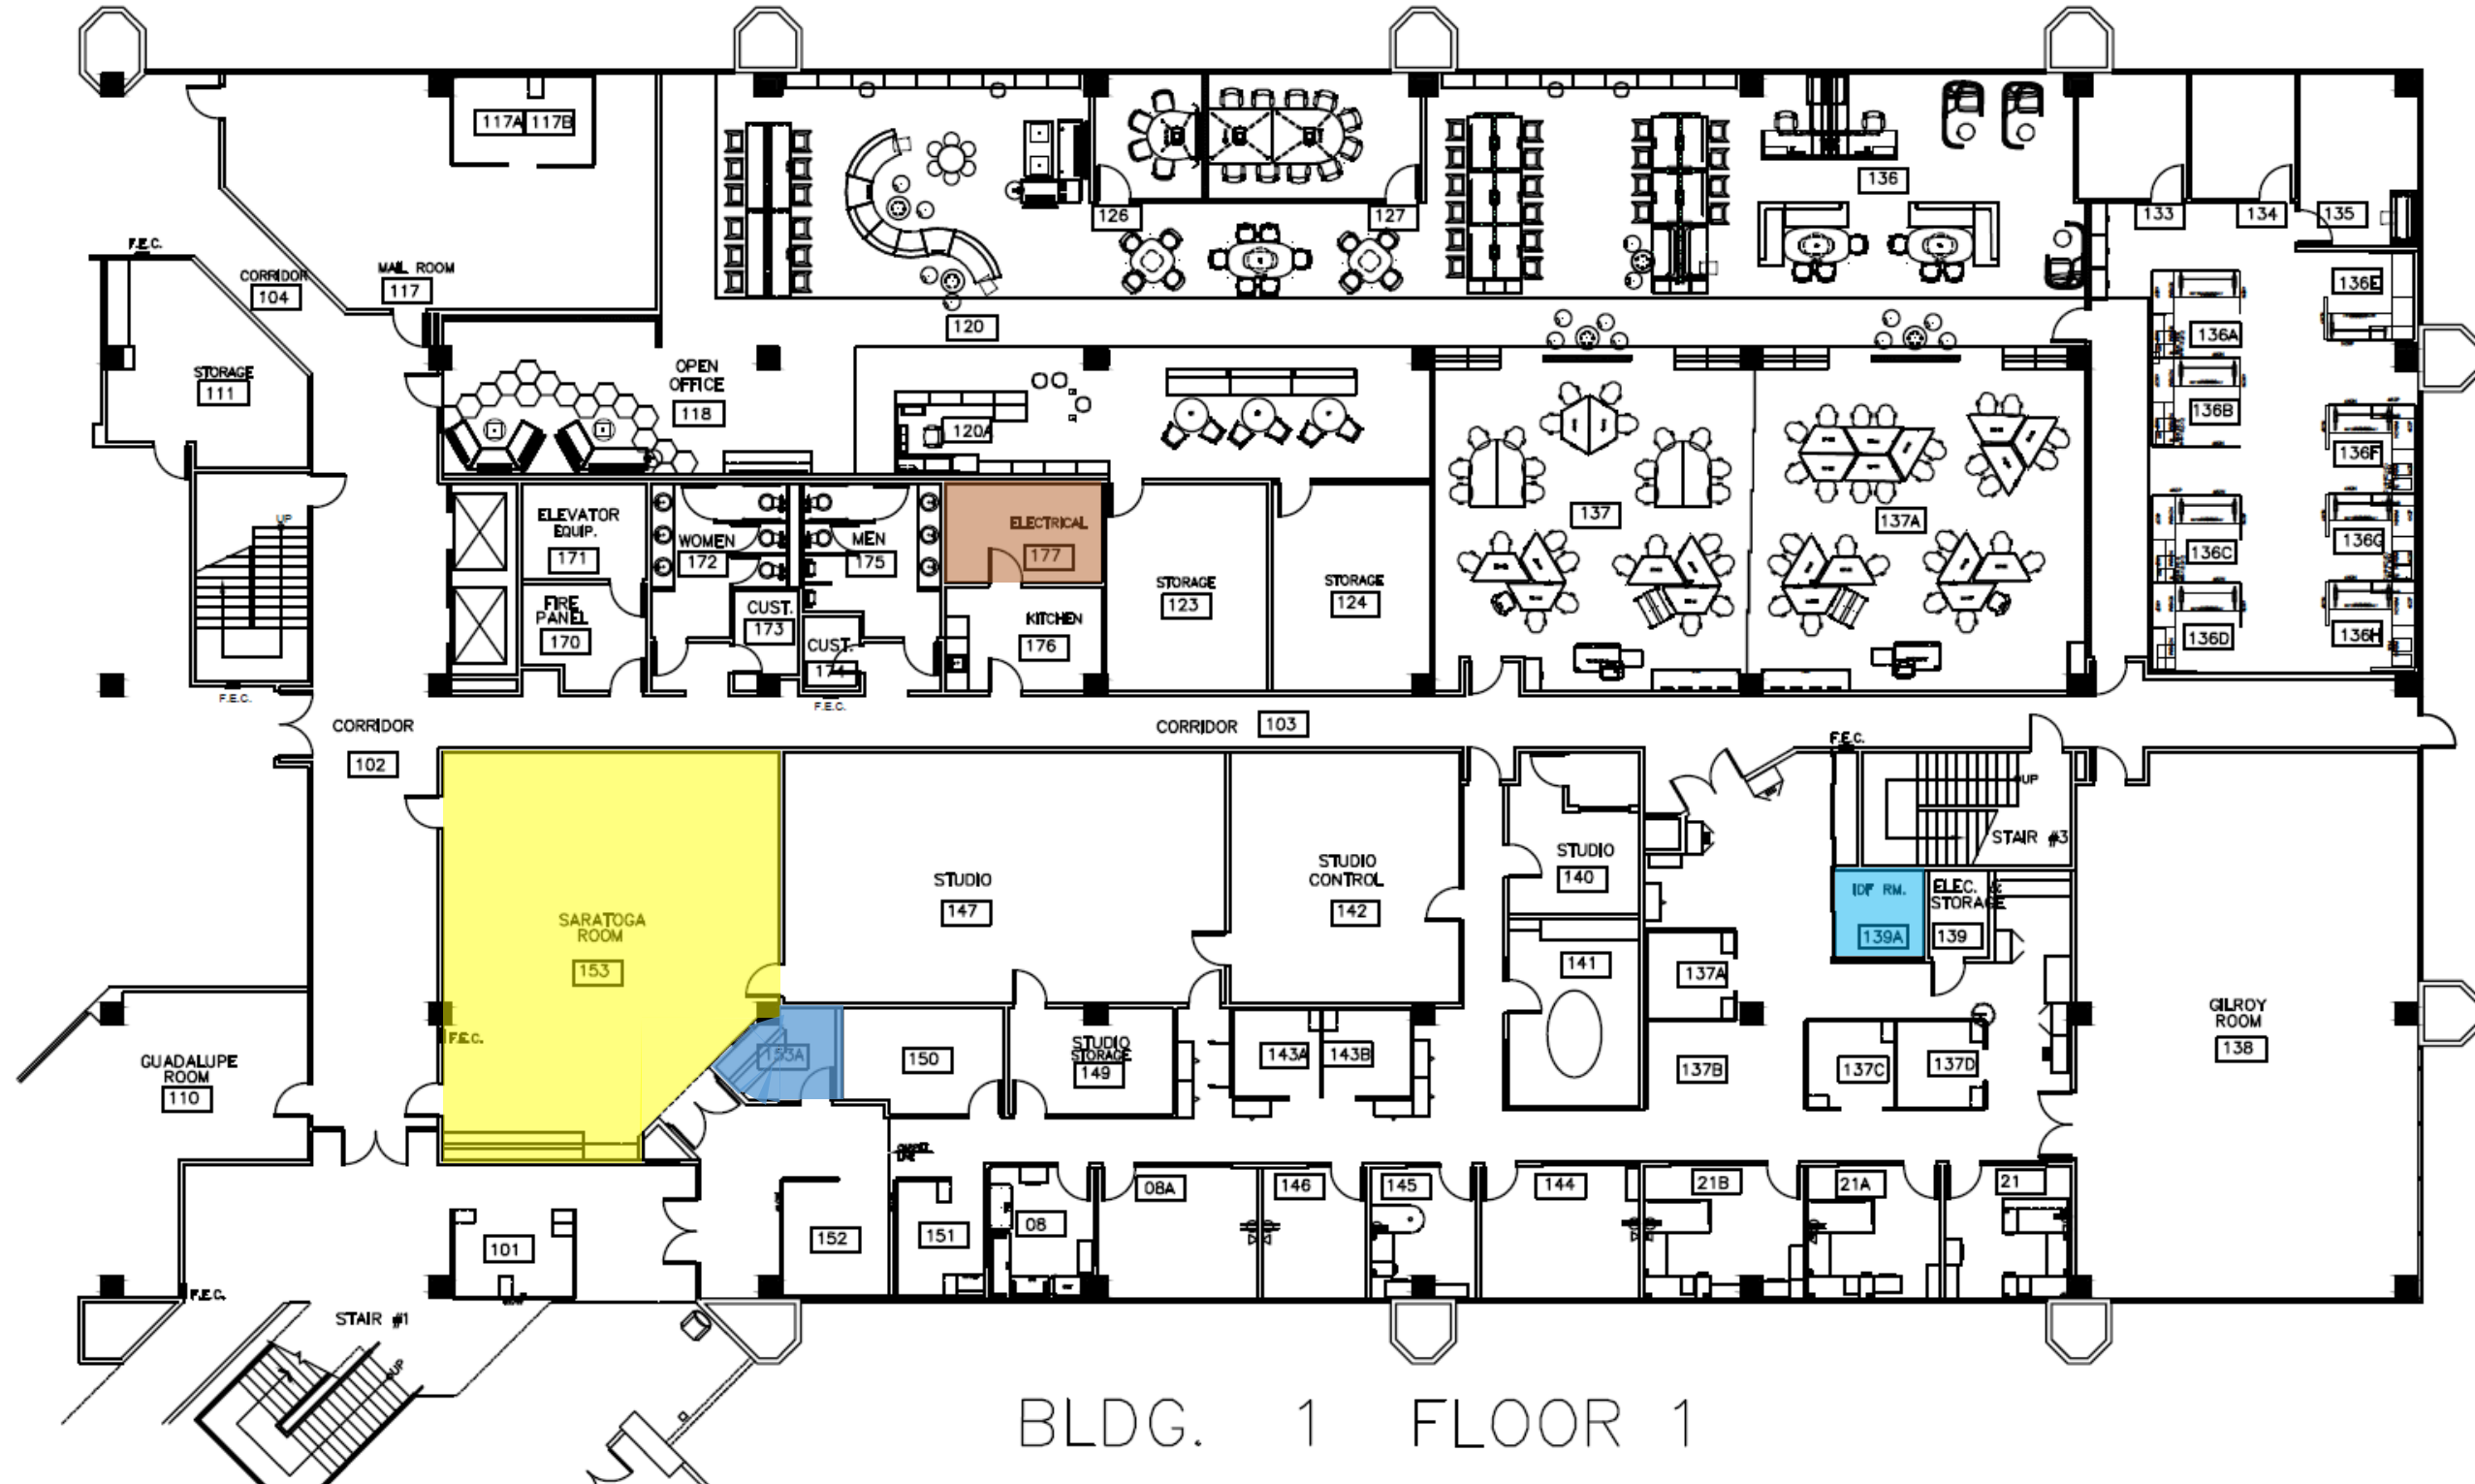 117A
117B
F.E.C.
CORRIDOR
104
MAIL ROOM
117
126
127
136
133
134
135
136E
120
136A
STORAGE
111
OPEN
OFFICE
118
120A
136B
136F
UP
ELEVATOR
EQUIP.
171
WOMEN
172
MEN
175
ELECTRICAL
177
137
137A
136C
136G
STORAGE
123
STORAGE
124
FIRE
PANEL
170
CUST.
173
CUST.
174
KITCHEN
176
136D
136H
F.E.C.
F.E.C.
CORRIDOR
102
CORRIDOR
103
F.E.C.
UP
STAIR #3
STUDIO
147
STUDIO
CONTROL
142
STUDIO
140
IDF RM.
139A
ELEC. &
STORAGE
139
SARATOGA
ROOM
153
141
137A
F.E.C.
GILROY
ROOM
138
GUADALUPE
ROOM
110
153A
150
STUDIO
STORAGE
149
143A
143B
137B
137C
137D
101
152
151
08
08A
146
145
144
21B
21A
21
F.E.C.
STAIR #1
UP
BLDG. 1 FLOOR 1